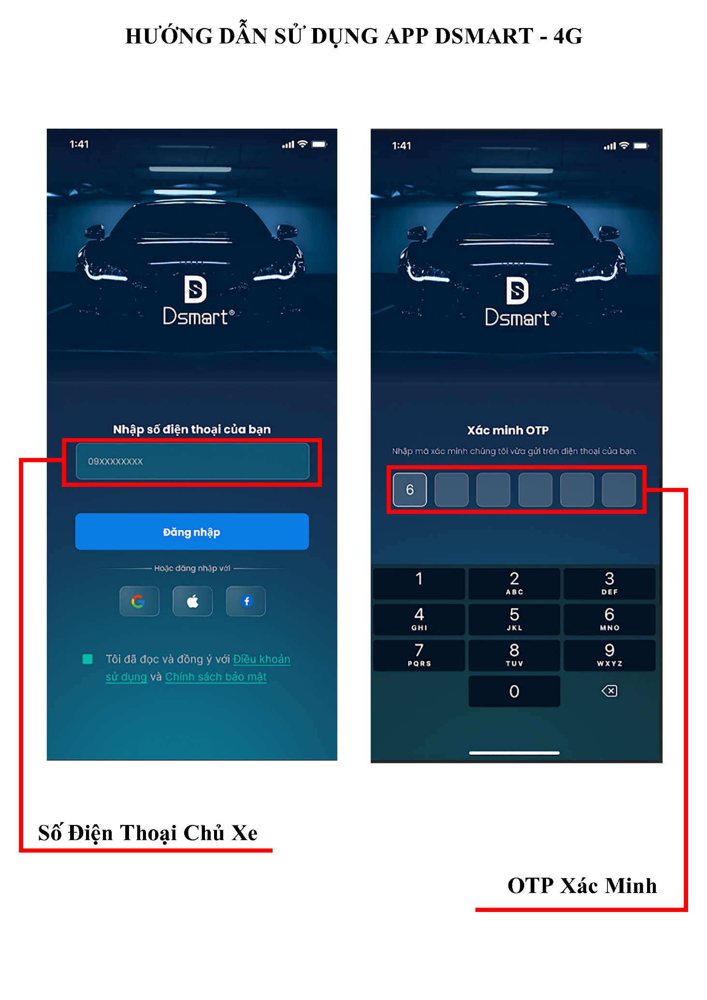 HƯỚNG DẪN SỬ DỤNG APP DSMART - 4G
1:41
DS
Dsmart®
Nhập số điện thoại của bạn
09XXXXXXXX
Đăng nhập
Hoặc đăng nhập với
Tôi đã đọc và đồng ý với Điều khoản
sử dụng và Chính sách bảo mật
Số Điện Thoại Chủ Xe
1:41
DS
Dsmart®
Xác minh OTP
Nhập mã xác minh chúng tôi vừa gửi trên điện thoại của bạn.
6
1 2 3
ABC DEF
4 5 6
GHI JKL MNO
7 8 9
PQRS TUV WXYZ
0
OTP Xác Minh